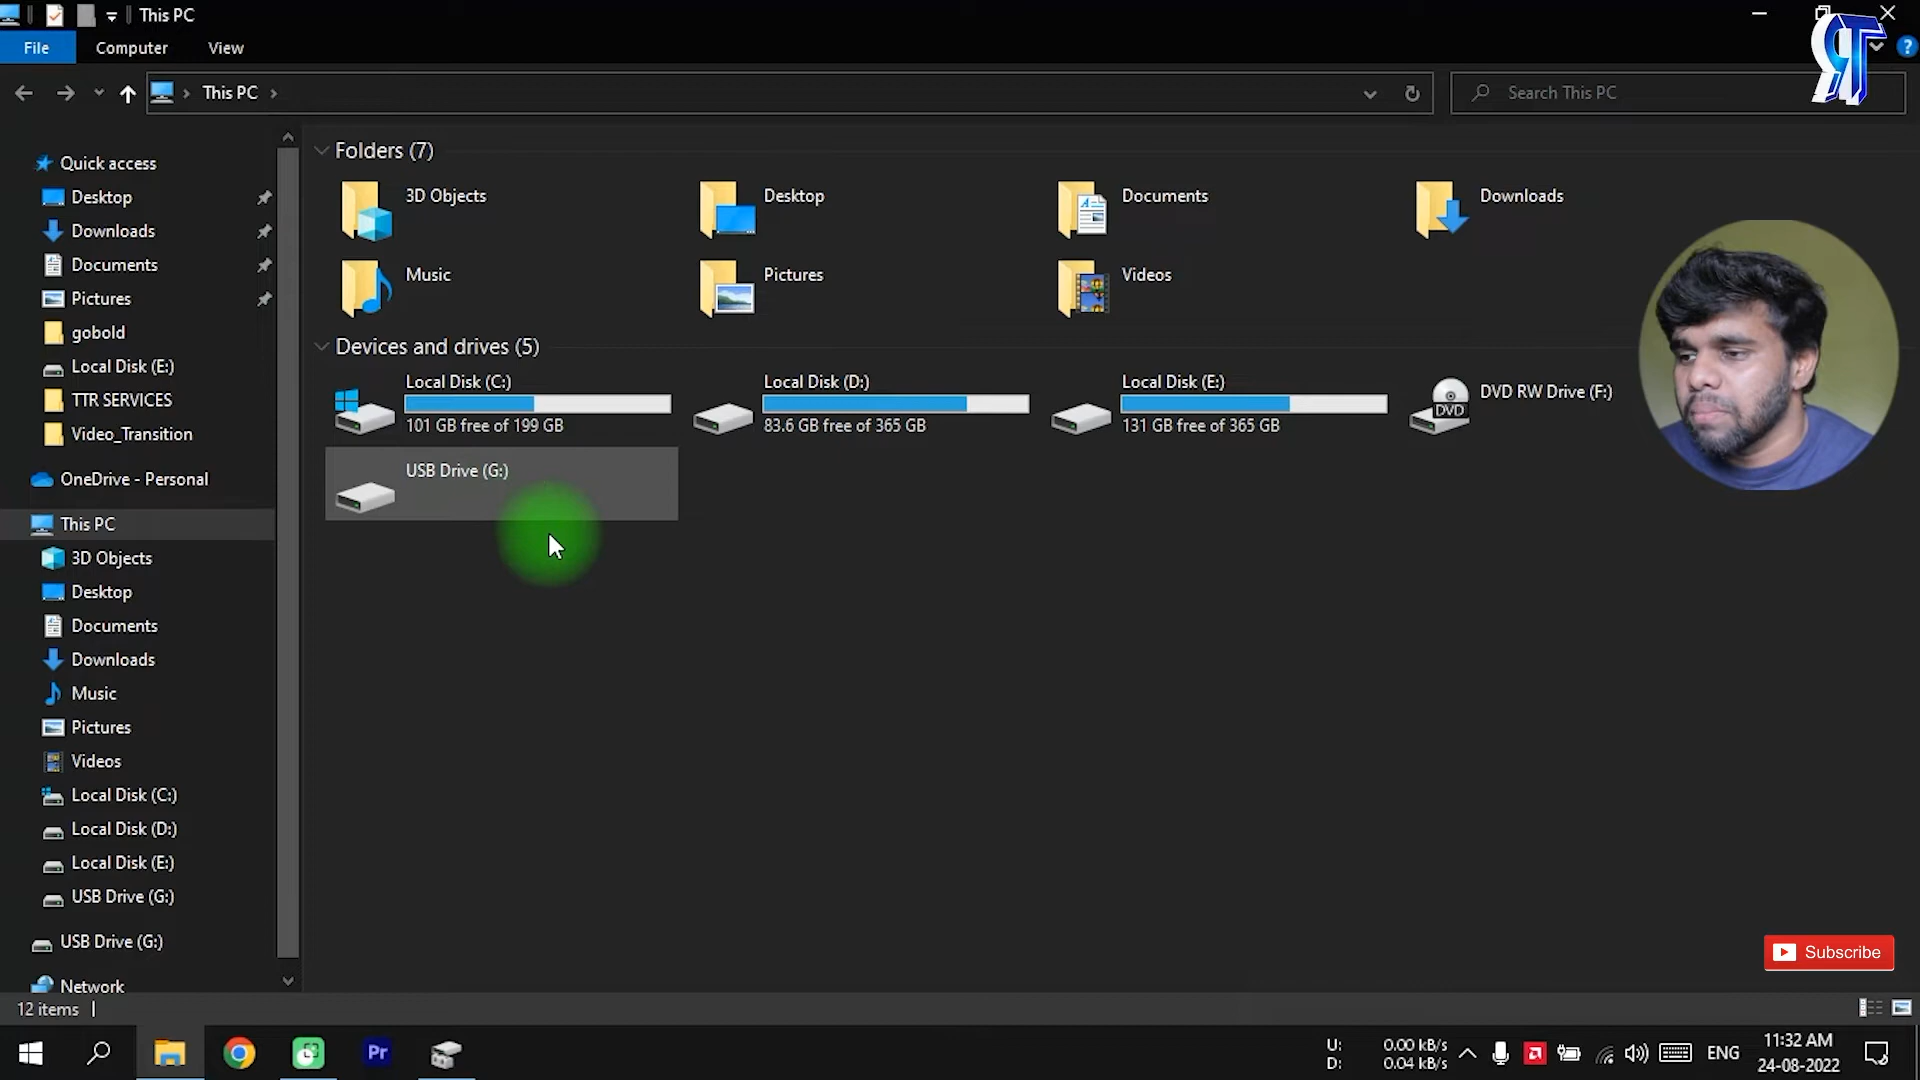 This PC
File
Computer
View
This PC
Search This PC
Quick access
Desktop
Downloads
Documents
Pictures
gobold
Local Disk (E:)
TTR SERVICES
Video_Transition
OneDrive - Personal
This PC
3D Objects
Desktop
Documents
Downloads
Music
Pictures
Videos
Local Disk (C:)
Local Disk (D:)
Local Disk (E:)
USB Drive (G:)
USB Drive (G:)
Network
Folders (7)
3D Objects
Desktop
Documents
Downloads
Music
Pictures
Videos
Devices and drives (5)
Local Disk (C:)
101 GB free of 199 GB
Local Disk (D:)
83.6 GB free of 365 GB
Local Disk (E:)
131 GB free of 365 GB
DVD RW Drive (F:)
DVD
USB Drive (G:)
Subscribe
12 items
Pr
U: 0.00 kB/s
D: 0.04 kB/s
ENG
11:32 AM
24-08-2022